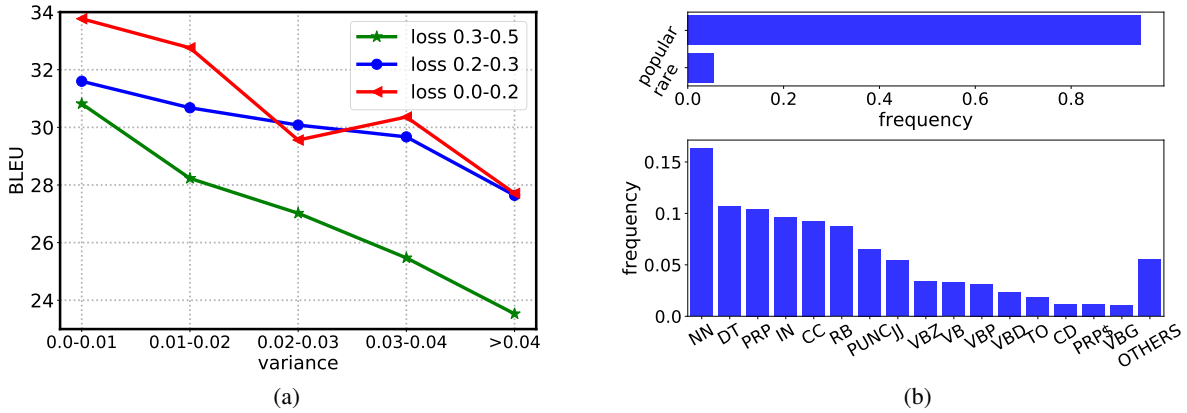 34
32
30
28
26
24
BLEU
loss 0.3-0.5
loss 0.2-0.3
loss 0.0-0.2
0.0-0.01 0.01-0.02 0.02-0.03 0.03-0.04 >0.04
variance
(a)
popular
rare
0.0 0.2 0.4 0.6 0.8
frequency
0.15
0.1
0.05
0.0
frequency
NN DT PRP IN CC RB PUNC JJ VBZ VB VBP VBD TO CD PRP$ VBG OTHERS
(b)